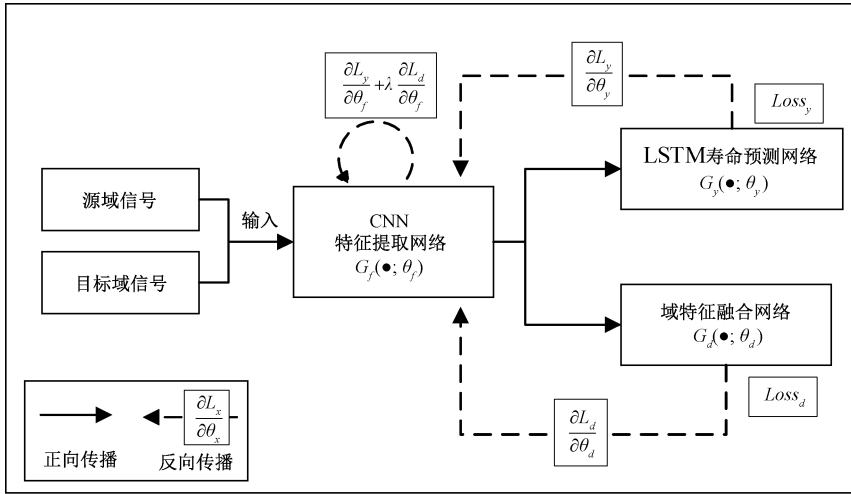 ∂L_y/∂θ_f + λ ∂L_d/∂θ_f
∂L_y/∂θ_y
Loss_y
LSTM寿命预测网络
G_y(●; θ_y)
源域信号
目标域信号
输入
CNN
特征提取网络
G_f(●; θ_f)
域特征融合网络
G_d(●; θ_d)
Loss_d
∂L_d/∂θ_d
∂L_x/∂θ_x
正向传播
反向传播